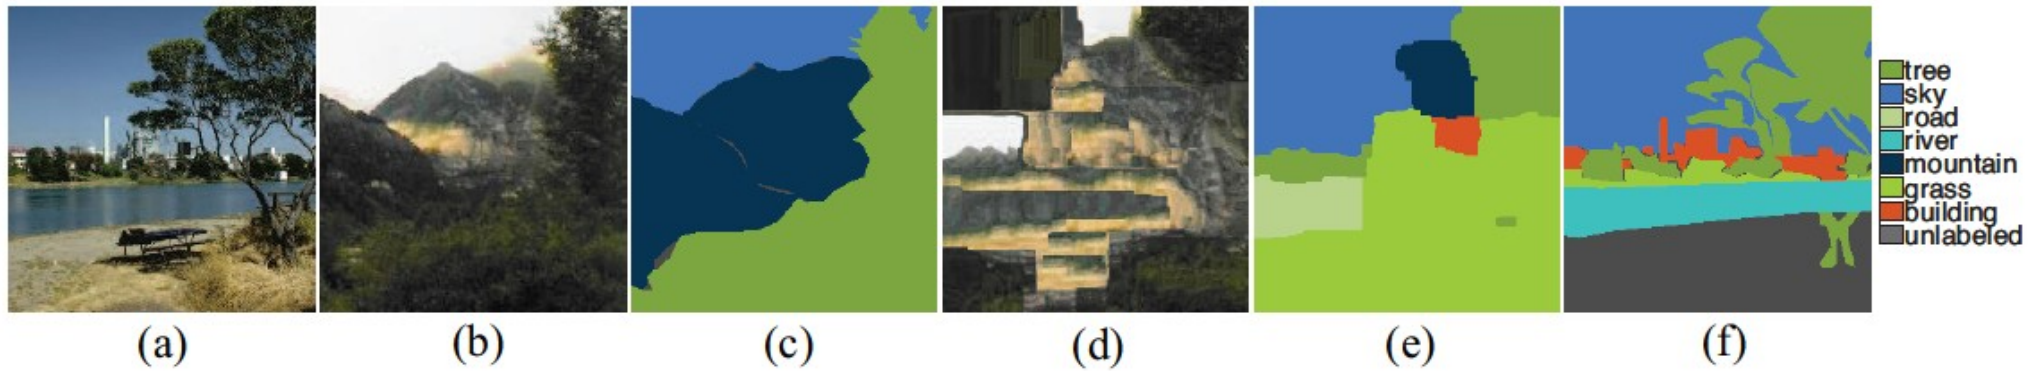 tree
sky
road
river
mountain
grass
building
unlabeled
(a) (b) (c) (d) (e) (f)